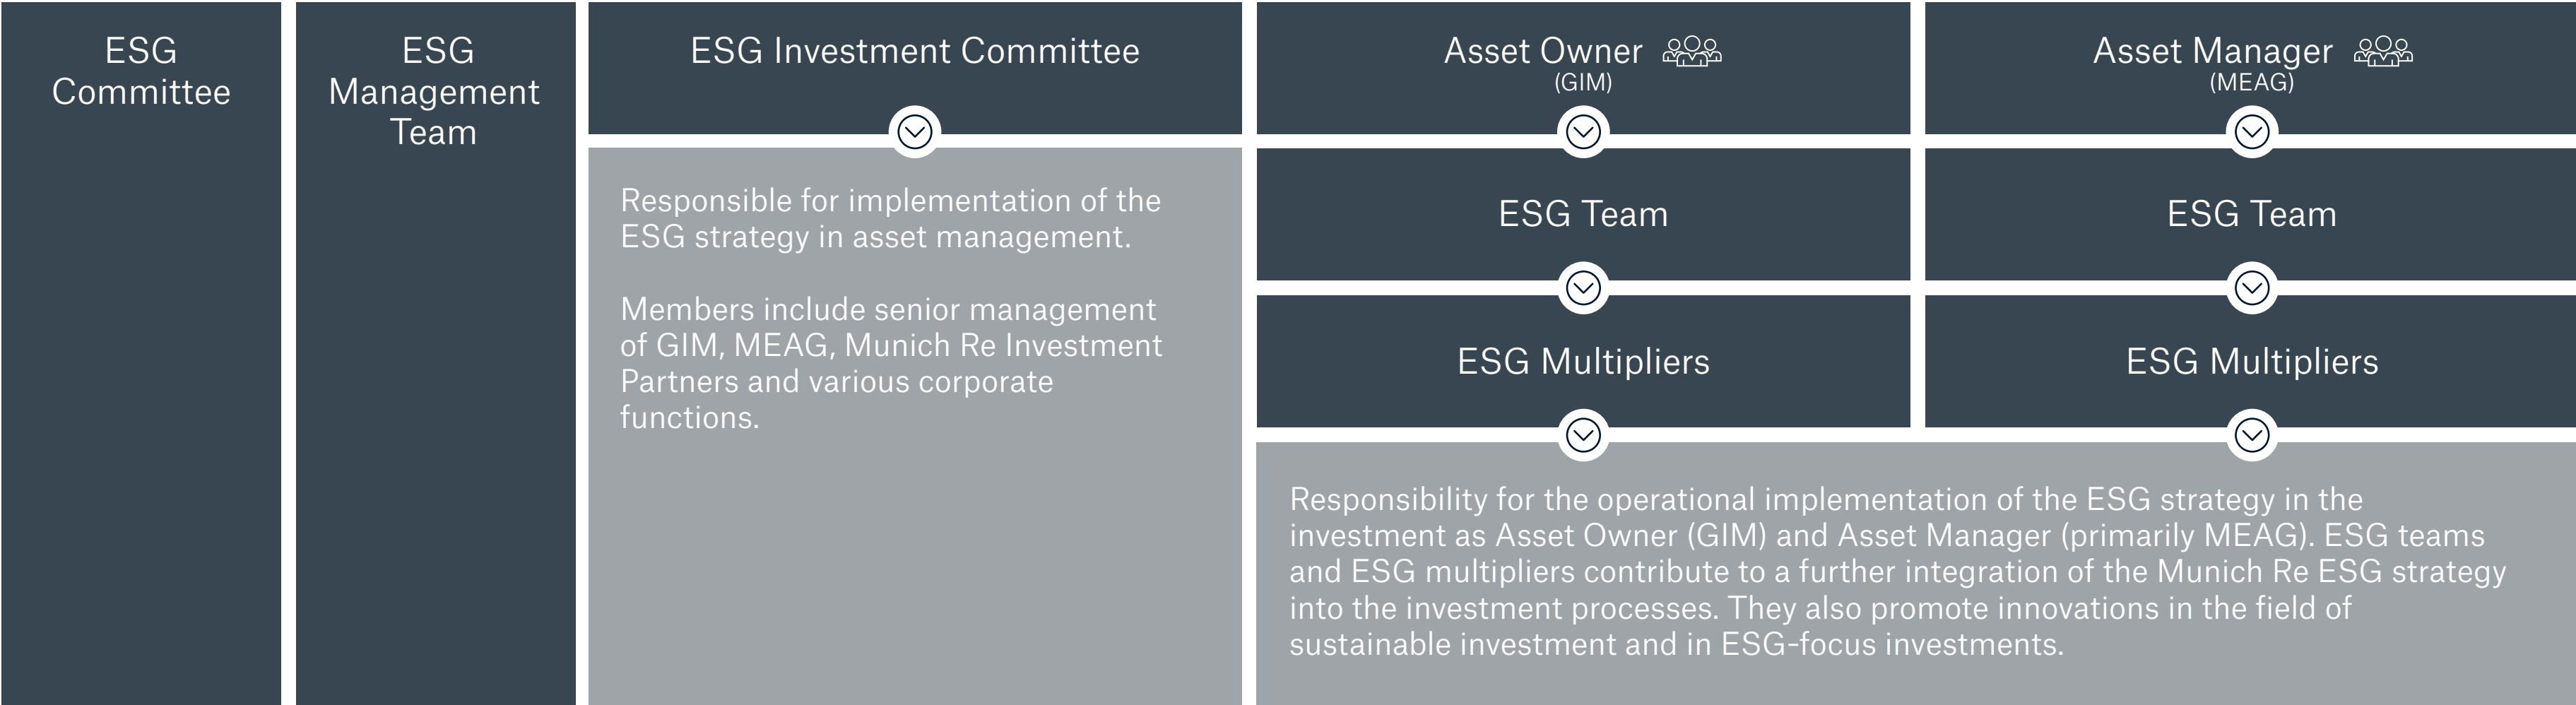 ESG
Committee
ESG
Management
Team
ESG Investment Committee
Responsible for implementation of the
ESG strategy in asset management.
Members include senior management
of GIM, MEAG, Munich Re Investment
Partners and various corporate
functions.
Asset Owner
(GIM)
ESG Team
ESG Multipliers
Asset Manager
(MEAG)
ESG Team
ESG Multipliers
Responsibility for the operational implementation of the ESG strategy in the
investment as Asset Owner (GIM) and Asset Manager (primarily MEAG). ESG teams
and ESG multipliers contribute to a further integration of the Munich Re ESG strategy
into the investment processes. They also promote innovations in the field of
sustainable investment and in ESG-focus investments.